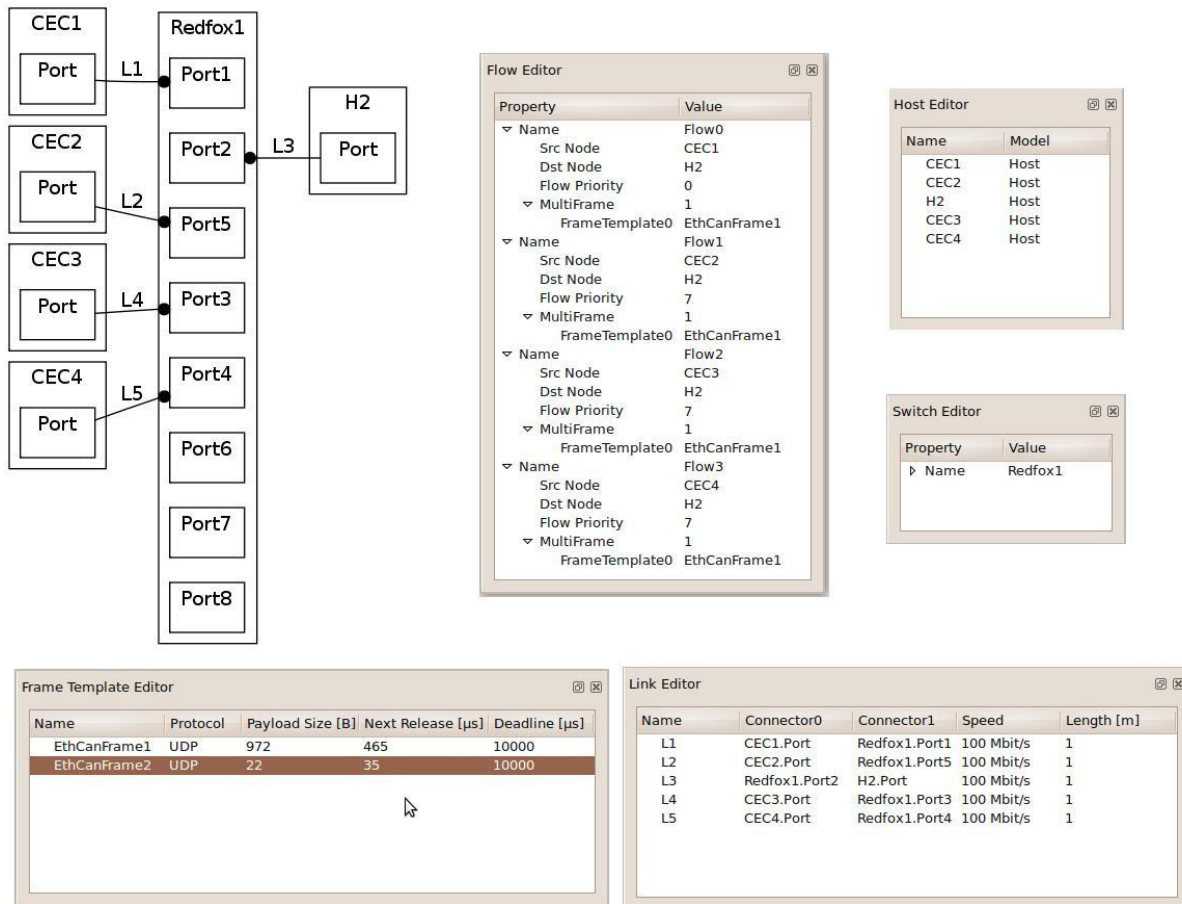 CEC1
Port
L1
CEC2
Port
L2
CEC3
Port
L4
CEC4
Port
L5
Redfox1
Port1
Port2
Port5
Port3
Port4
Port6
Port7
Port8
L3
H2
Port
Flow Editor
Property Value
Name Flow0
Src Node CEC1
Dst Node H2
Flow Priority 0
MultiFrame 1
FrameTemplate0 EthCanFrame1
Name Flow1
Src Node CEC2
Dst Node H2
Flow Priority 7
MultiFrame 1
FrameTemplate0 EthCanFrame1
Name Flow2
Src Node CEC3
Dst Node H2
Flow Priority 7
MultiFrame 1
FrameTemplate0 EthCanFrame1
Name Flow3
Src Node CEC4
Dst Node H2
Flow Priority 7
MultiFrame 1
FrameTemplate0 EthCanFrame1
Host Editor
Name Model
CEC1 Host
CEC2 Host
H2 Host
CEC3 Host
CEC4 Host
Switch Editor
Property Value
Name Redfox1
Frame Template Editor
Name Protocol Payload Size [B] Next Release [µs] Deadline [µs]
EthCanFrame1 UDP 972 465 10000
EthCanFrame2 UDP 22 35 10000
Link Editor
Name Connector0 Connector1 Speed Length [m]
L1 CEC1.Port Redfox1.Port1 100 Mbit/s 1
L2 CEC2.Port Redfox1.Port5 100 Mbit/s 1
L3 Redfox1.Port2 H2.Port 100 Mbit/s 1
L4 CEC3.Port Redfox1.Port3 100 Mbit/s 1
L5 CEC4.Port Redfox1.Port4 100 Mbit/s 1